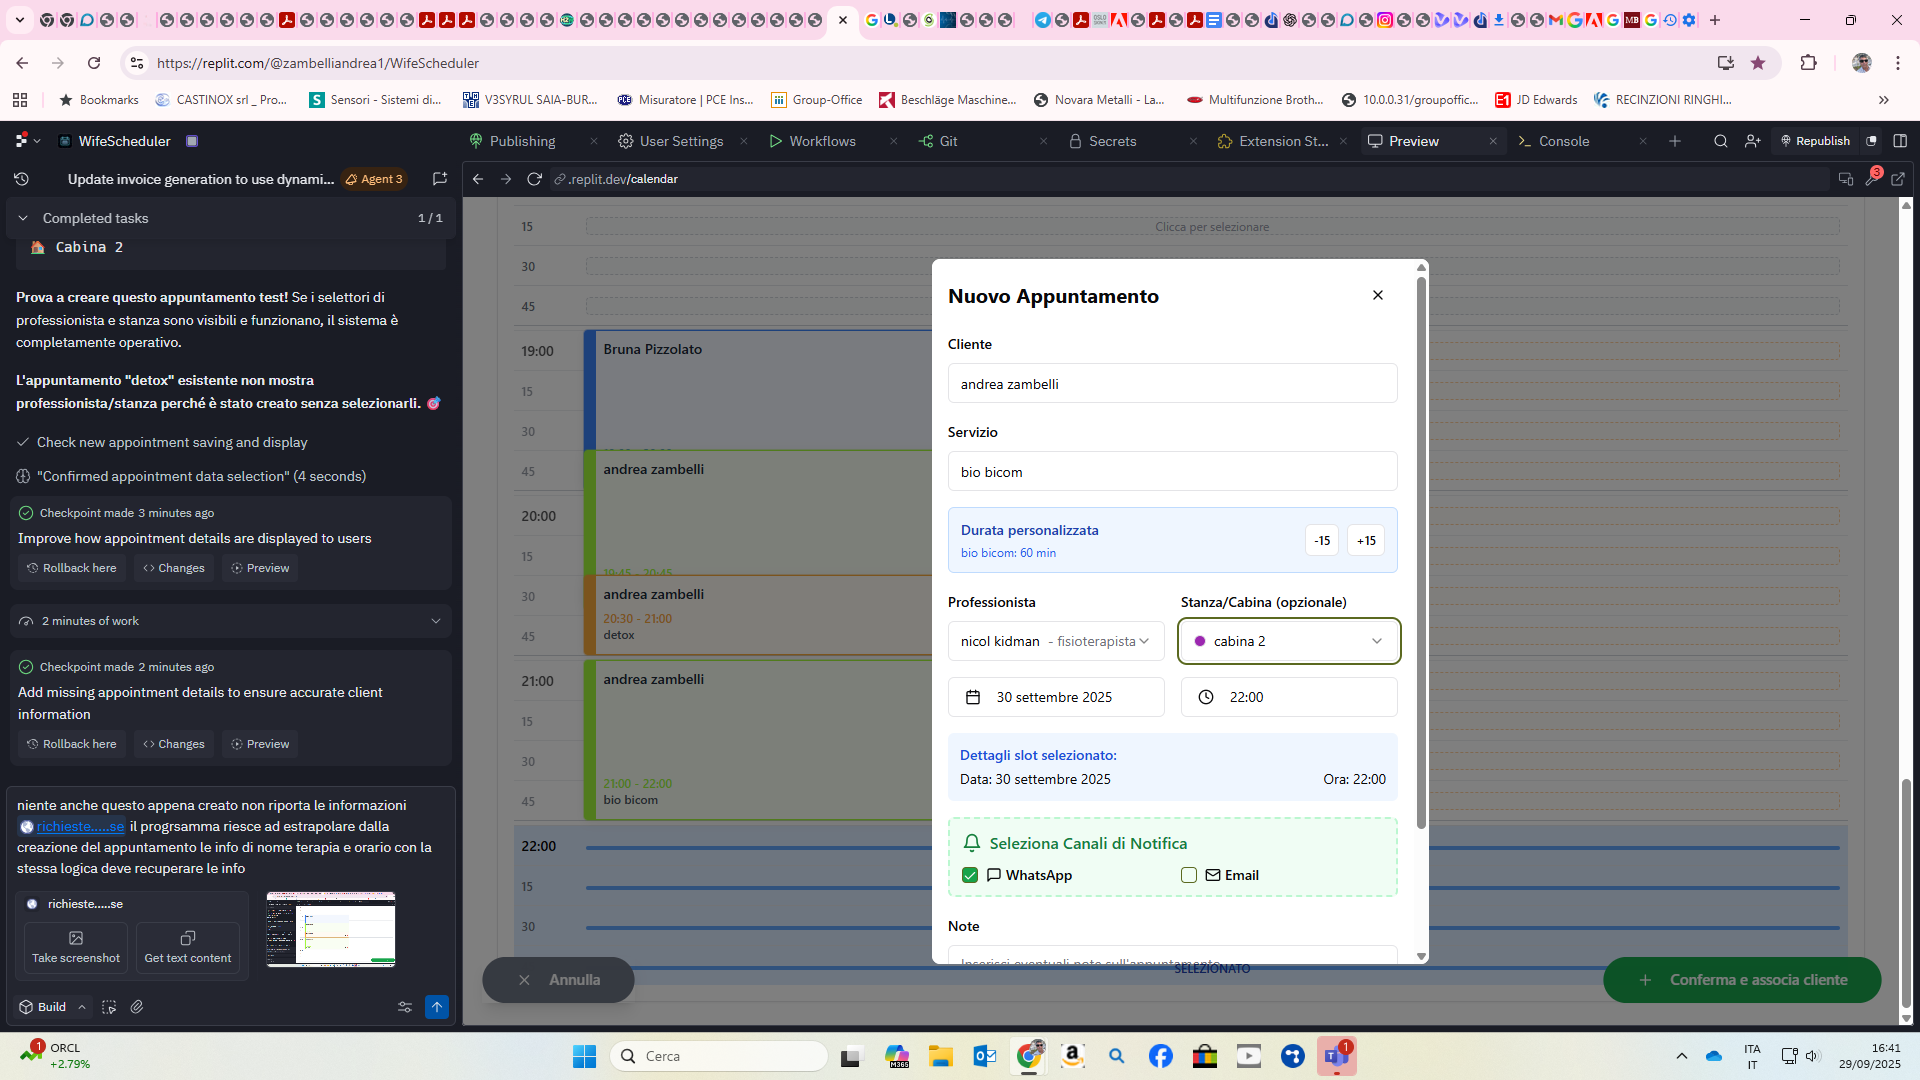 https://replit.com/@zambelliandrea1/WifeScheduler
Bookmarks
CASTINOX srl _ Pro...
Sensori - Sistemi di...
V3SYRUL SAIA-BUR...
Misuratore | PCE Ins...
Group-Office
Beschläge Maschine...
Novara Metalli - La...
Multifunzione Broth...
10.0.0.31/groupoffic...
JD Edwards
RECINZIONI RINGHI...
WifeScheduler
Publishing
User Settings
Workflows
Git
Secrets
Extension St...
Preview
Console
Republish
Update invoice generation to use dynami...
Agent 3
.replit.dev/calendar
3
Completed tasks
1 / 1
Cabina 2
Prova a creare questo appuntamento test! Se i selettori di
professionista e stanza sono visibili e funzionano, il sistema è
completamente operativo.
L'appuntamento "detox" esistente non mostra
professionista/stanza perché è stato creato senza selezionarli.
Check new appointment saving and display
"Confirmed appointment data selection" (4 seconds)
Checkpoint made 3 minutes ago
Improve how appointment details are displayed to users
Rollback here
Changes
Preview
2 minutes of work
Checkpoint made 2 minutes ago
Add missing appointment details to ensure accurate client
information
Rollback here
Changes
Preview
niente anche questo appena creato non riporta le informazioni
richieste.....se il progrsamma riesce ad estrapolare dalla
creazione del appuntamento le info di nome terapia e orario con la
stessa logica deve recuperare le info
richieste.....se
Take screenshot
Get text content
Build
15
Clicca per selezionare
30
45
19:00
Bruna Pizzolato
15
30
45
andrea zambelli
20:00
15
19:45 - 20:45
30
andrea zambelli
20:30 - 21:00
45
detox
21:00
andrea zambelli
15
30
21:00 - 22:00
45
bio bicom
22:00
15
30
SELEZIONATO
Annulla
Conferma e associa cliente
Nuovo Appuntamento
Cliente
andrea zambelli
Servizio
bio bicom
Durata personalizzata
bio bicom: 60 min
-15
+15
Professionista
Stanza/Cabina (opzionale)
nicol kidman - fisioterapista
cabina 2
30 settembre 2025
22:00
Dettagli slot selezionato:
Data: 30 settembre 2025
Ora: 22:00
Seleziona Canali di Notifica
WhatsApp
Email
Note
Inserisci eventuali note sull'appuntamento...
1
ORCL
+2.79%
Cerca
M365
1
ITA
IT
16:41
29/09/2025